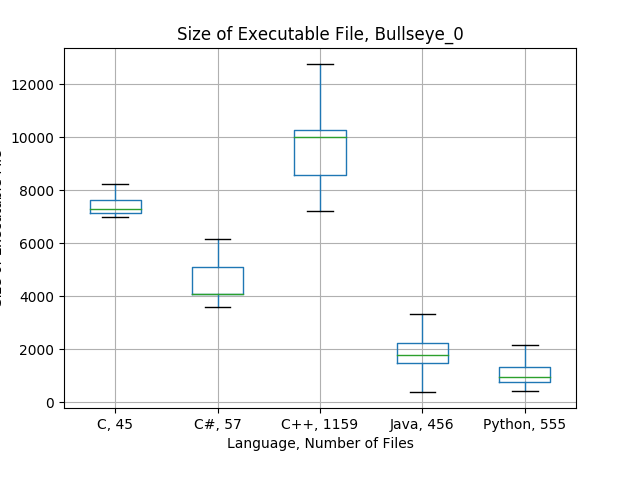 Size of Executable File, Bullseye_0
12000
10000
8000
6000
4000
2000
0
C, 45
C#, 57
C++, 1159
Java, 456
Python, 555
Language, Number of Files